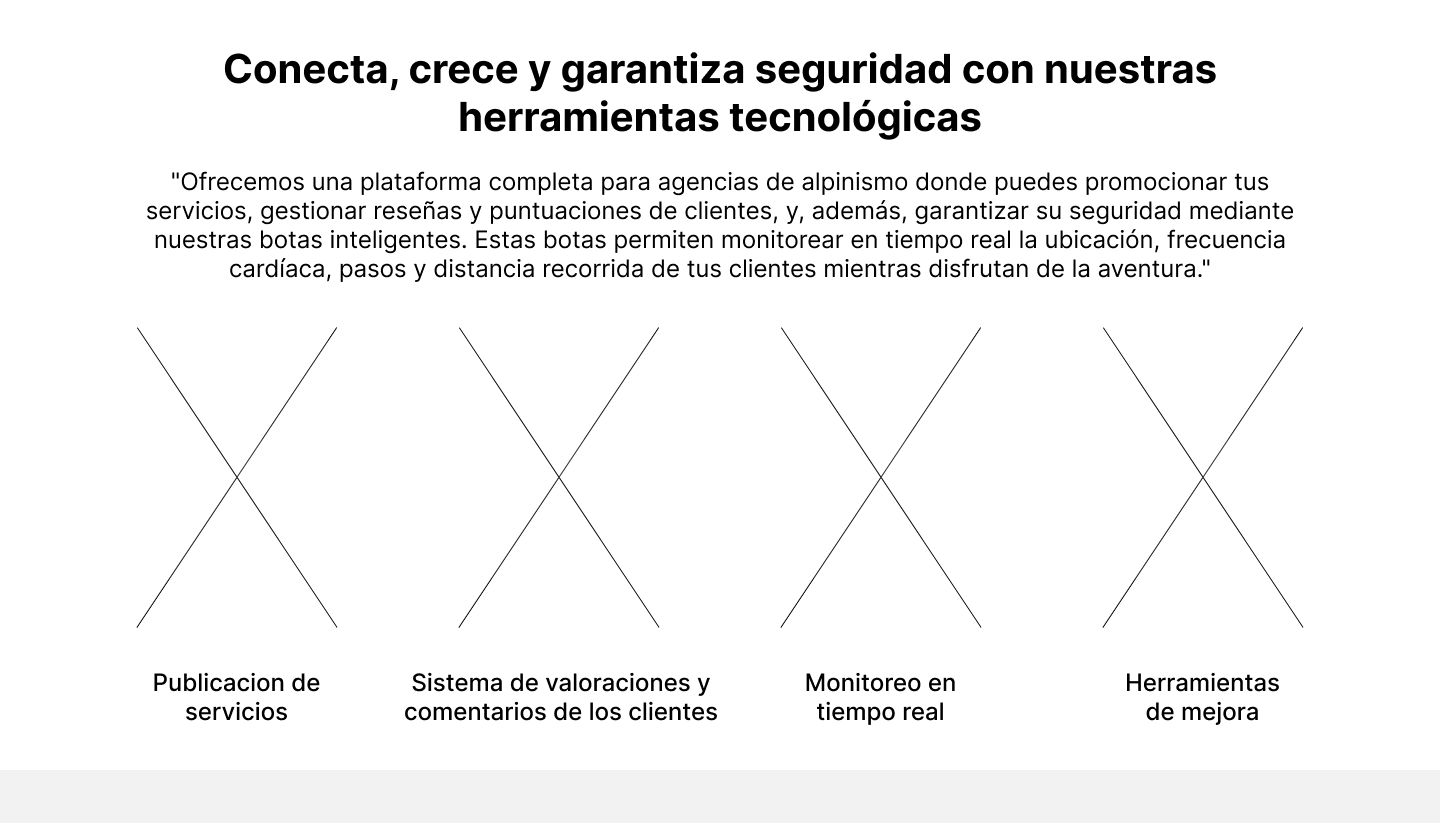 Conecta, crece y garantiza seguridad con nuestras
herramientas tecnológicas
"Ofrecemos una plataforma completa para agencias de alpinismo donde puedes promocionar tus
servicios, gestionar reseñas y puntuaciones de clientes, y, además, garantizar su seguridad mediante
nuestras botas inteligentes. Estas botas permiten monitorear en tiempo real la ubicación, frecuencia
cardíaca, pasos y distancia recorrida de tus clientes mientras disfrutan de la aventura."
Publicacion de
servicios
Sistema de valoraciones y
comentarios de los clientes
Monitoreo en
tiempo real
Herramientas
de mejora